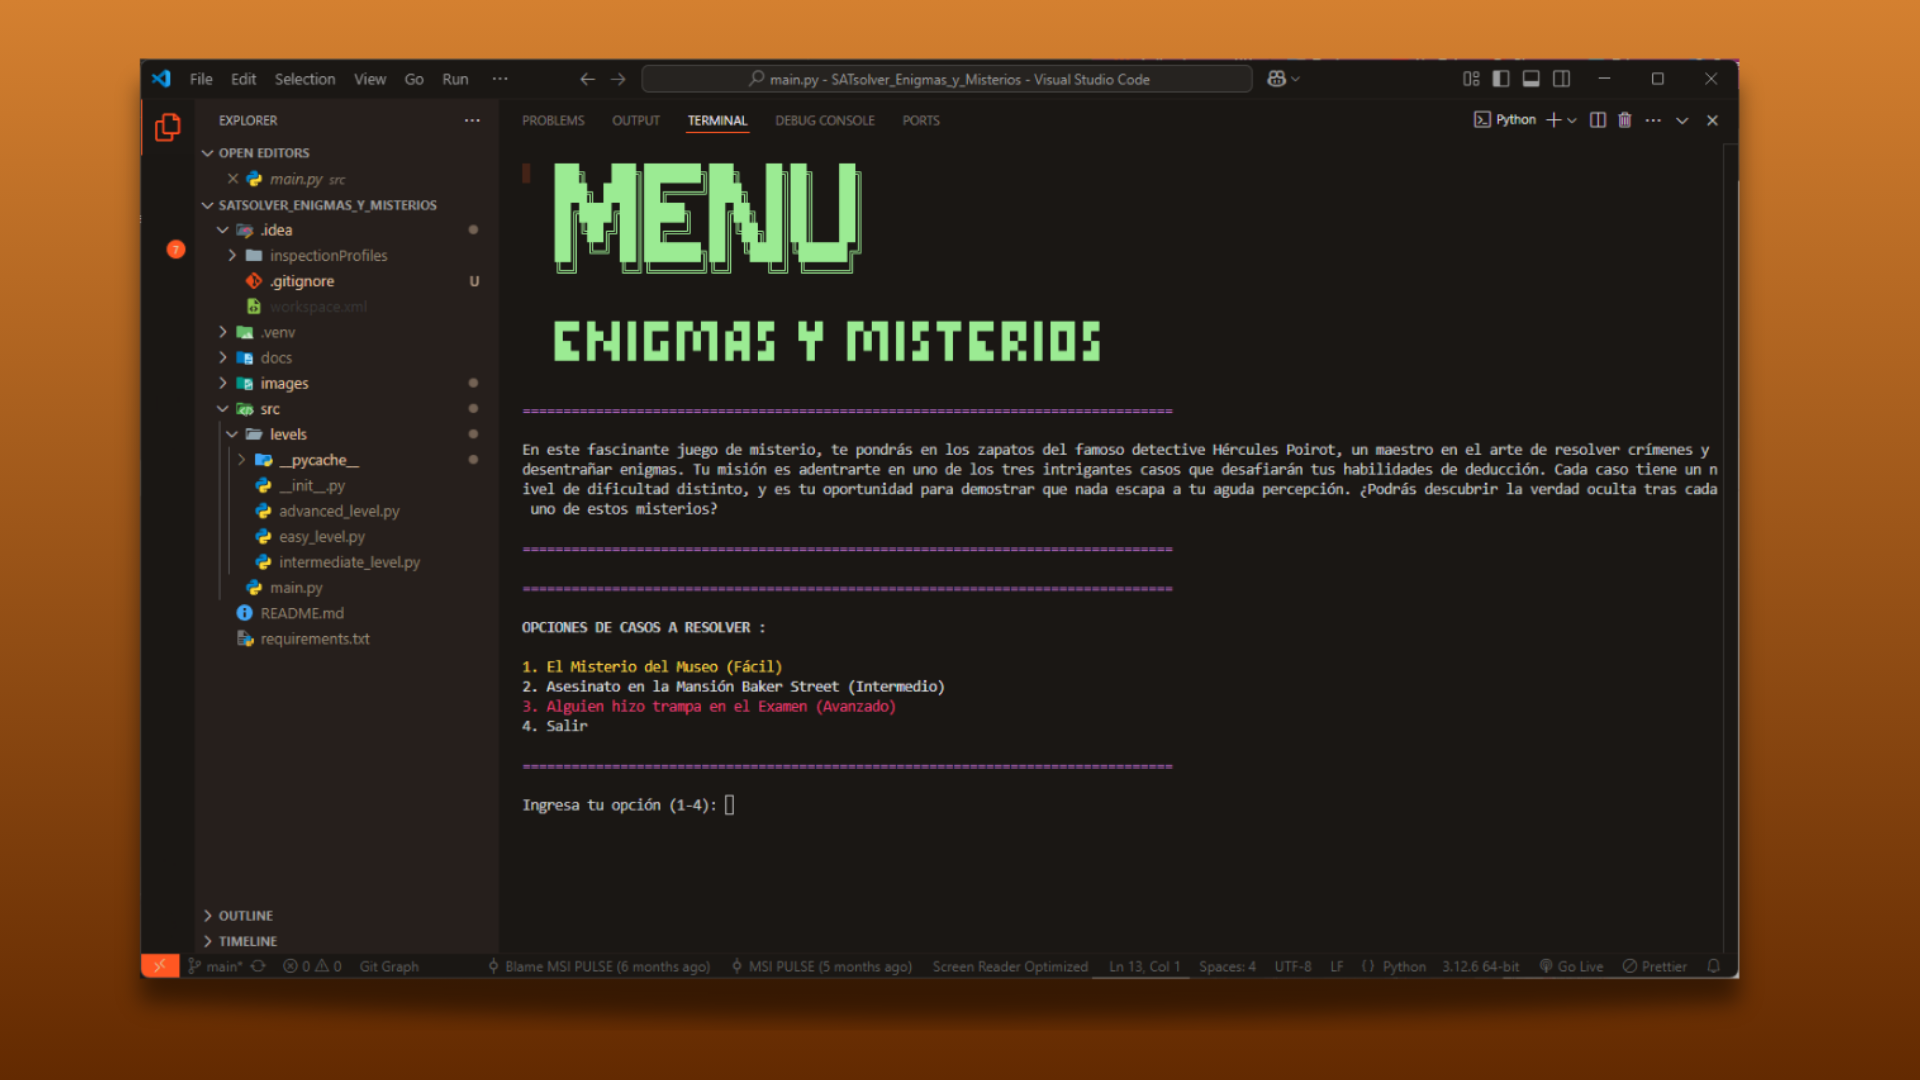 File Edit Selection View Go Run ···
main.py - SATsolver_Enigmas_y_Misterios - Visual Studio Code
EXPLORER
OPEN EDITORS
main.py src
SATSOLVER_ENIGMAS_Y_MISTERIOS
.idea
inspectionProfiles
.gitignore U
workspace.xml
.venv
docs
images
src
levels
__pycache__
__init__.py
advanced_level.py
easy_level.py
intermediate_level.py
main.py
README.md
requirements.txt
OUTLINE
TIMELINE
7
PROBLEMS OUTPUT TERMINAL DEBUG CONSOLE PORTS
Python
MENU
ENIGMAS Y MISTERIOS
================================================================================
En este fascinante juego de misterio, te pondrás en los zapatos del famoso detective Hércules Poirot, un maestro en el arte de resolver crímenes y
desentrañar enigmas. Tu misión es adentrarte en uno de los tres intrigantes casos que desafiarán tus habilidades de deducción. Cada caso tiene un n
ivel de dificultad distinto, y es tu oportunidad para demostrar que nada escapa a tu aguda percepción. ¿Podrás descubrir la verdad oculta tras cada
uno de estos misterios?
================================================================================
================================================================================
OPCIONES DE CASOS A RESOLVER :
1. El Misterio del Museo (Fácil)
2. Asesinato en la Mansión Baker Street (Intermedio)
3. Alguien hizo trampa en el Examen (Avanzado)
4. Salir
================================================================================
Ingresa tu opción (1-4):
main* 0 0 Git Graph Blame MSI PULSE (6 months ago) MSI PULSE (5 months ago) Screen Reader Optimized Ln 13, Col 1 Spaces: 4 UTF-8 LF {} Python 3.12.6 64-bit Go Live Prettier